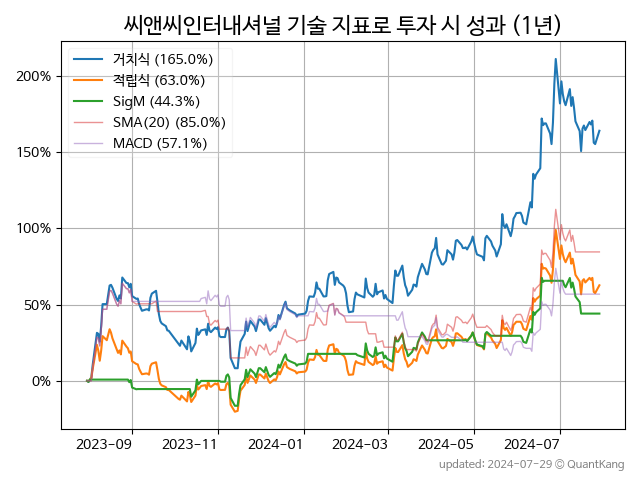 씨앤씨인터내셔널 기술 지표로 투자 시 성과 (1년)
거치식 (165.0%)
적립식 (63.0%)
SigM (44.3%)
SMA(20) (85.0%)
MACD (57.1%)
200%
150%
100%
50%
0%
2023-09 2023-11 2024-01 2024-03 2024-05 2024-07
updated: 2024-07-29 © QuantKang